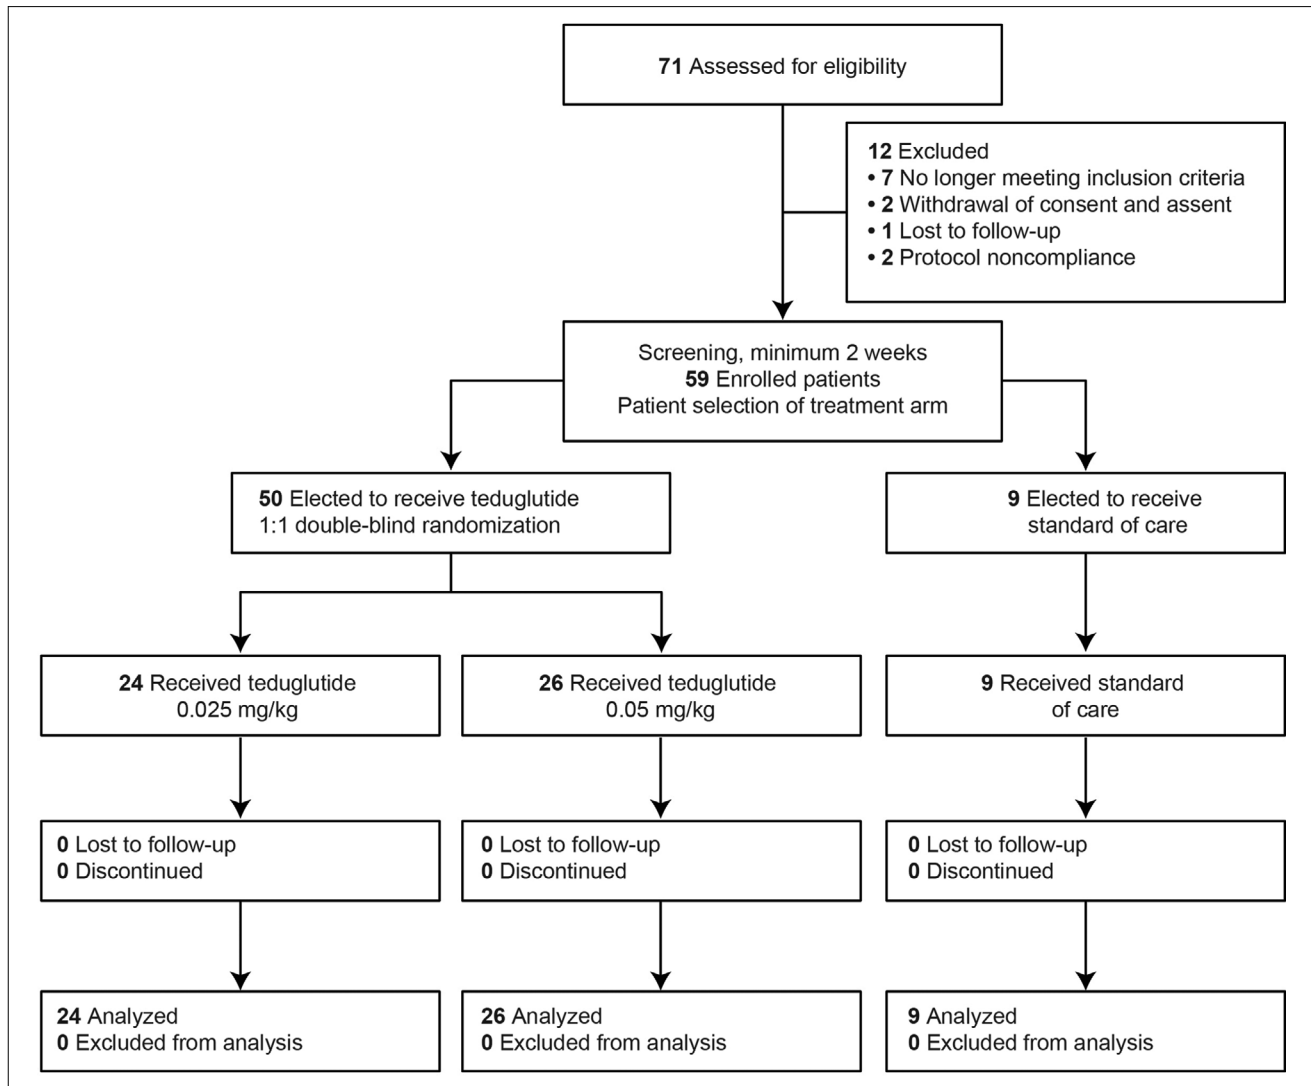 71 Assessed for eligibility
12 Excluded
• 7 No longer meeting inclusion criteria
• 2 Withdrawal of consent and assent
• 1 Lost to follow-up
• 2 Protocol noncompliance
Screening, minimum 2 weeks
59 Enrolled patients
Patient selection of treatment arm
50 Elected to receive teduglutide
1:1 double-blind randomization
9 Elected to receive
standard of care
24 Received teduglutide
0.025 mg/kg
26 Received teduglutide
0.05 mg/kg
9 Received standard
of care
0 Lost to follow-up
0 Discontinued
0 Lost to follow-up
0 Discontinued
0 Lost to follow-up
0 Discontinued
24 Analyzed
0 Excluded from analysis
26 Analyzed
0 Excluded from analysis
9 Analyzed
0 Excluded from analysis